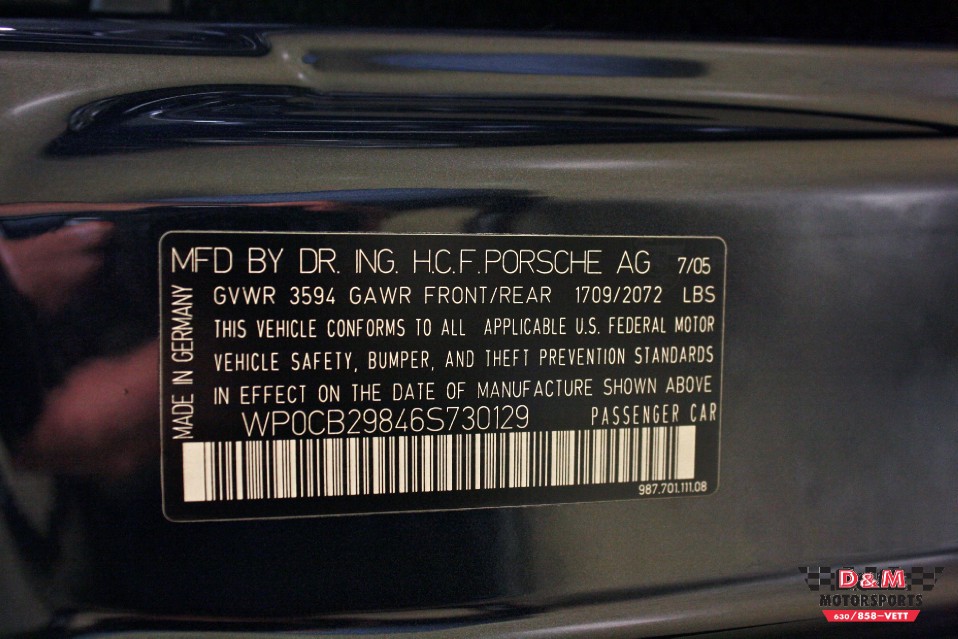 MFD BY DR. ING. H.C.F. PORSCHE AG 7/05
GVWR 3594 GAWR FRONT/REAR 1709/2072 LBS
THIS VEHICLE CONFORMS TO ALL APPLICABLE U.S. FEDERAL MOTOR
VEHICLE SAFETY, BUMPER, AND THEFT PREVENTION STANDARDS
IN EFFECT ON THE DATE OF MANUFACTURE SHOWN ABOVE
WP0CB29846S730129 PASSENGER CAR
MADE IN GERMANY
987.701.111.08
D&M
MOTORSPORTS
630/858-VETT